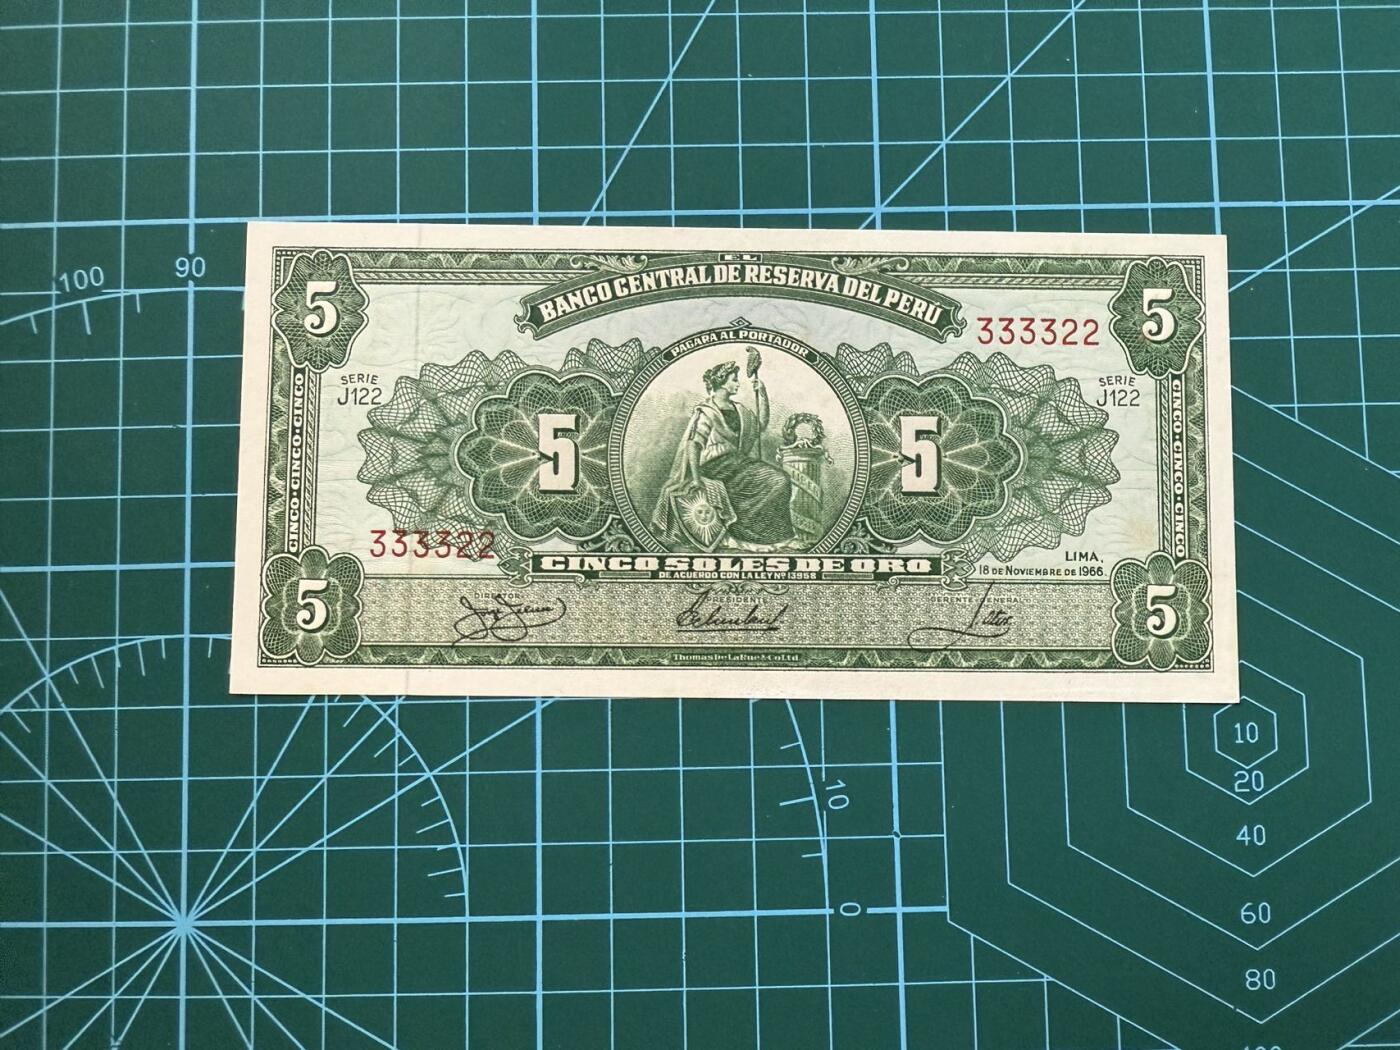 100
90
5
EL
BANCO CENTRAL DE RESERVA DEL PERÚ
5
333322
PAGARÁ AL PORTADOR
SERIE
J122
SERIE
J122
CINCO·CINCO·CINCO
5
5
CINCO·CINCO·CINCO
333322
CINCO SOLES DE ORO
DE ACUERDO CON LA LEY Nº 13958
LIMA,
18 DE NOVIEMBRE DE 1966.
5
DIRECTOR
PRESIDENTE
GERENTE GENERAL
5
Thomas De La Rue & Co. Ltd
10
20
40
60
80
10
0